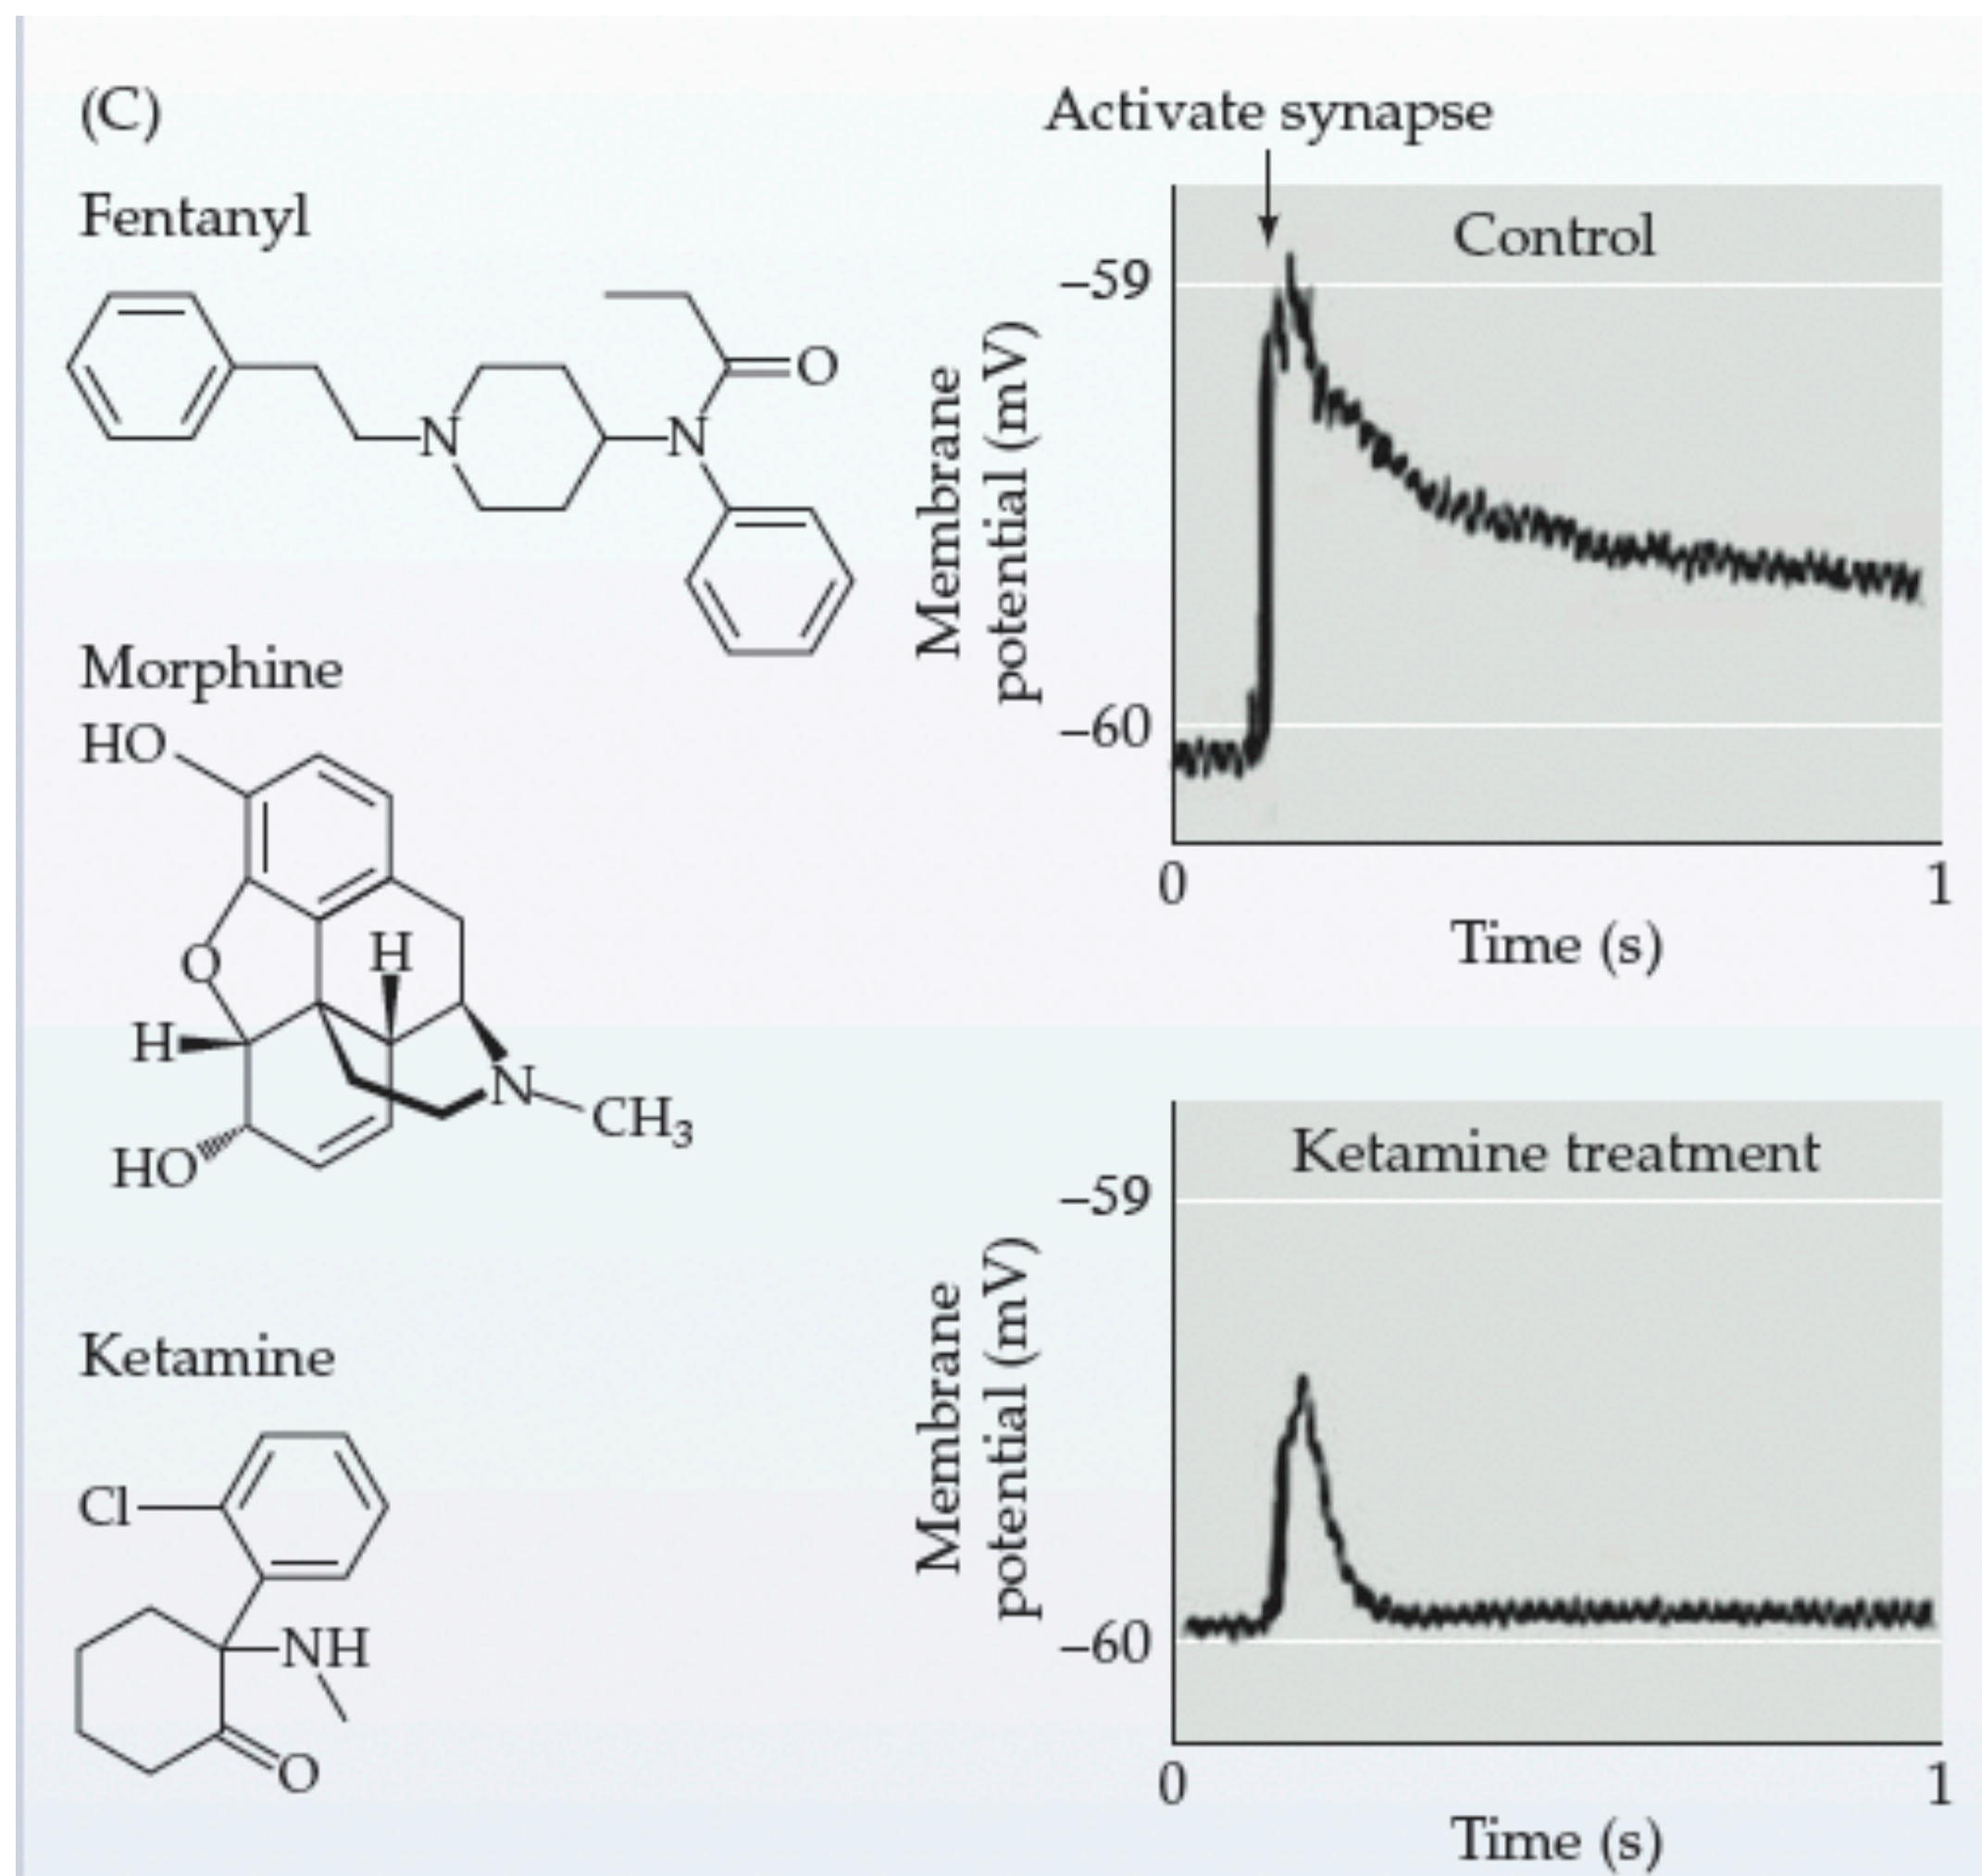 (C)
Fentanyl
O
N
N
Morphine
HO
O
H
H
N
CH₃
HO
Ketamine
Cl
NH
O
Activate synapse
Control
Membrane
potential (mV)
–59
–60
0
1
Time (s)
Ketamine treatment
Membrane
potential (mV)
–59
–60
0
1
Time (s)